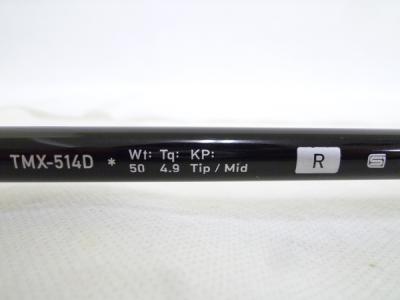 TMX-514D * Wt: Tq: KP: R
50 4.9 Tip / Mid